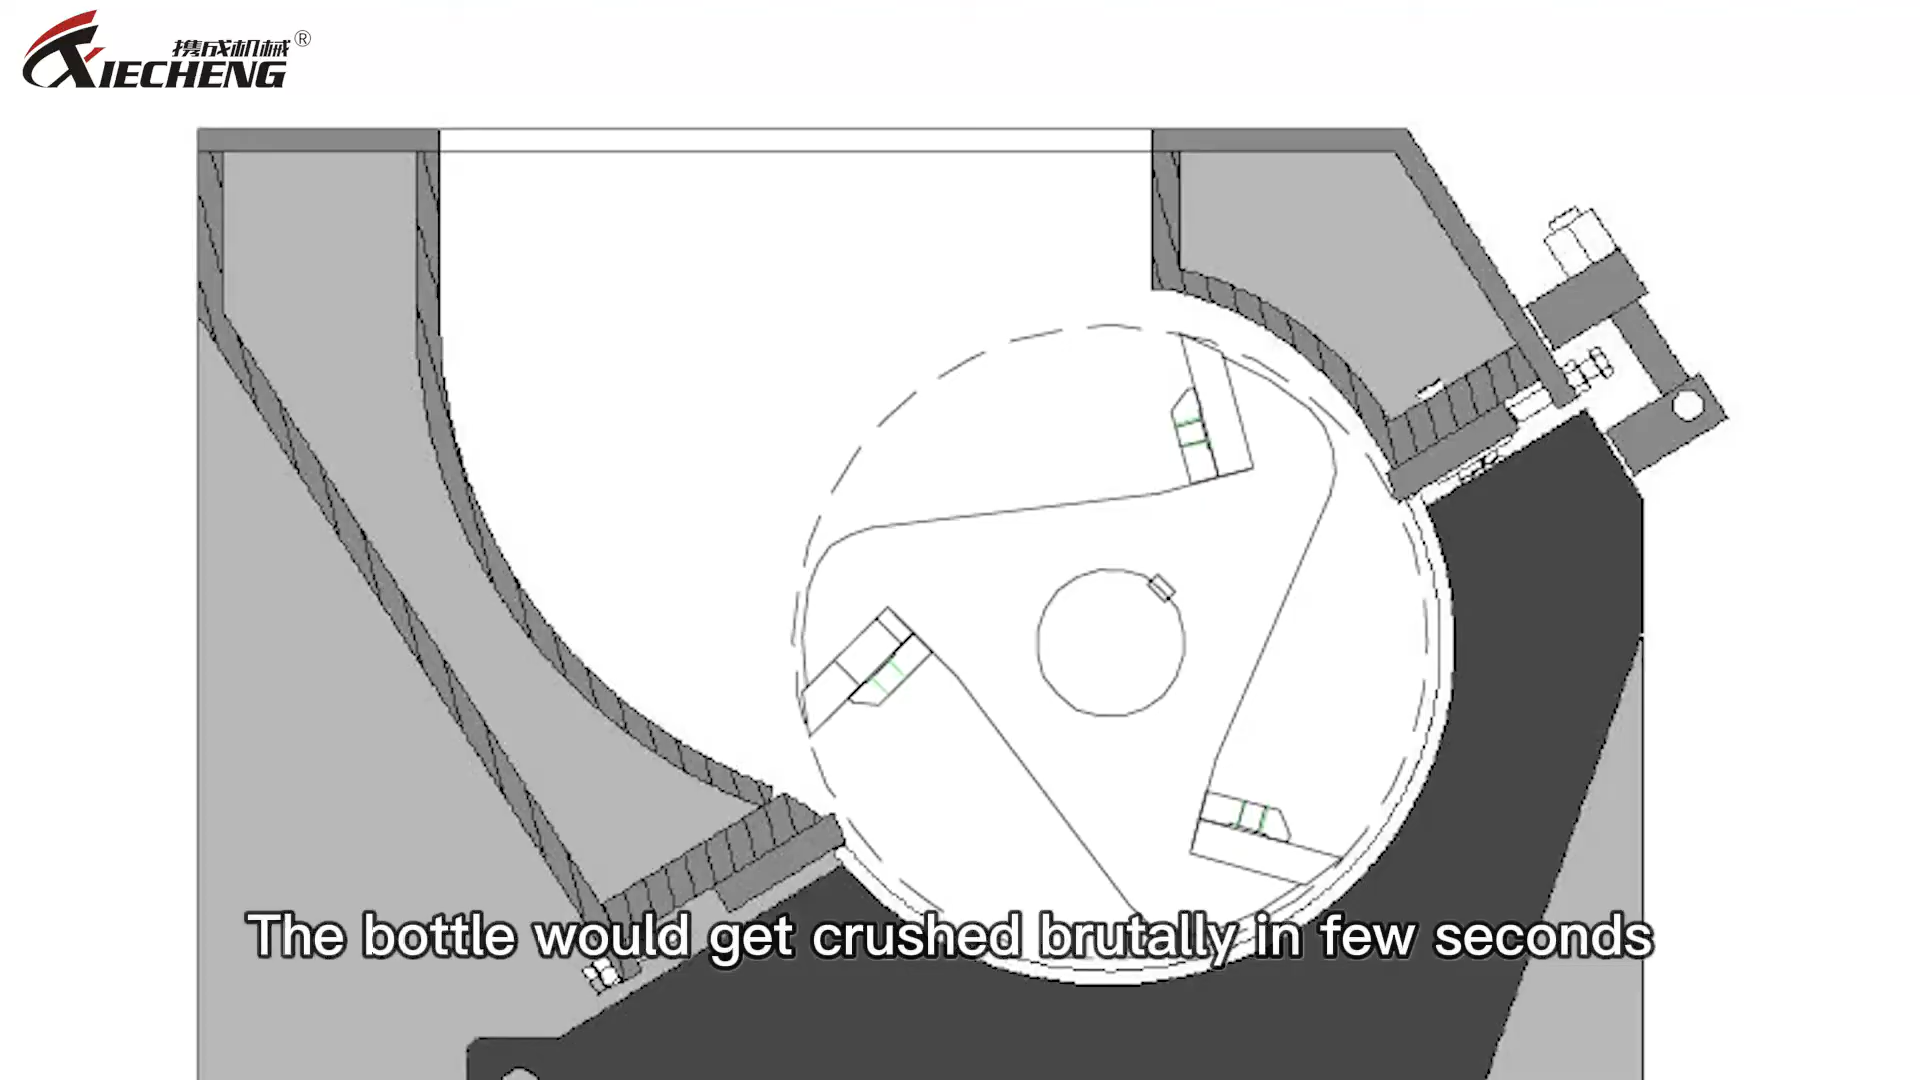 携成机械®
XIECHENG
The bottle would get crushed brutally in few seconds